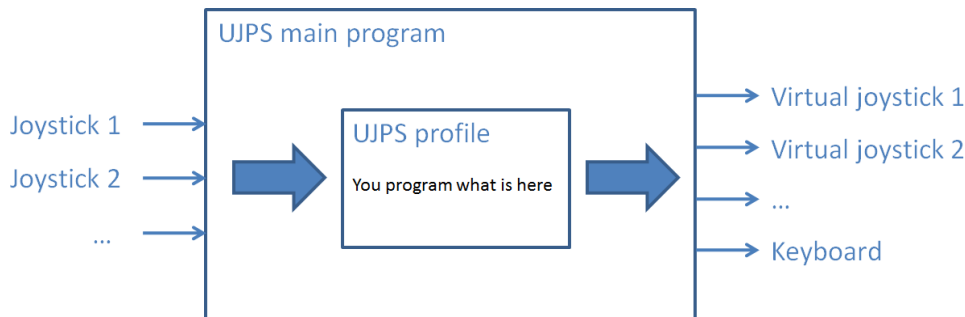 UJPS main program
Joystick 1
Joystick 2
...
UJPS profile
You program what is here
Virtual joystick 1
Virtual joystick 2
...
Keyboard